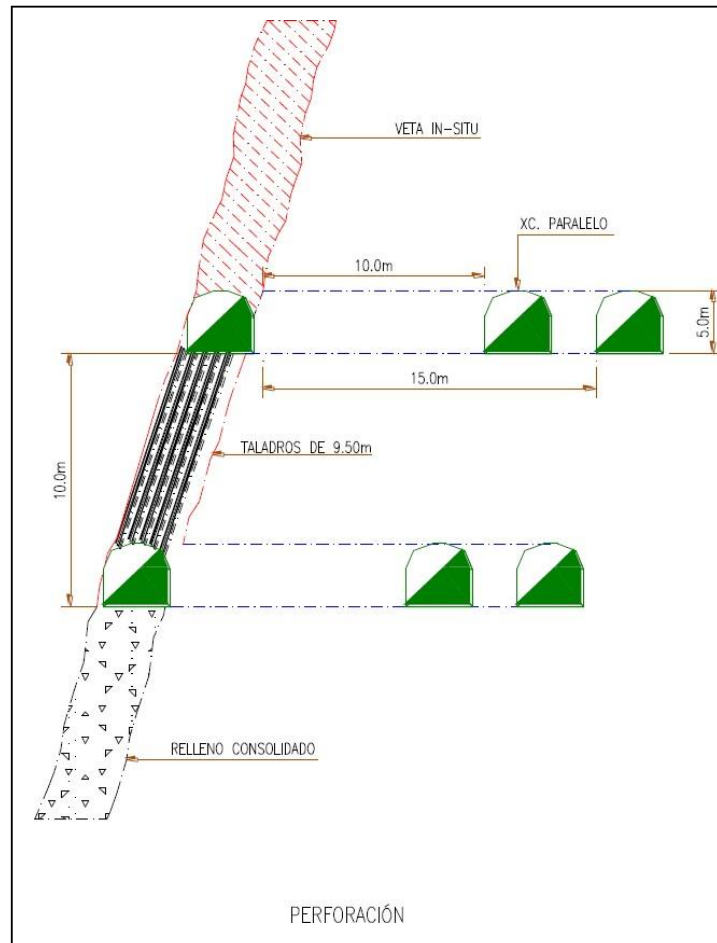 VETA IN-SITU
XC. PARALELO
10.0m
5.0m
15.0m
TALADROS DE 9.50m
10.0m
RELLENO CONSOLIDADO
PERFORACIÓN